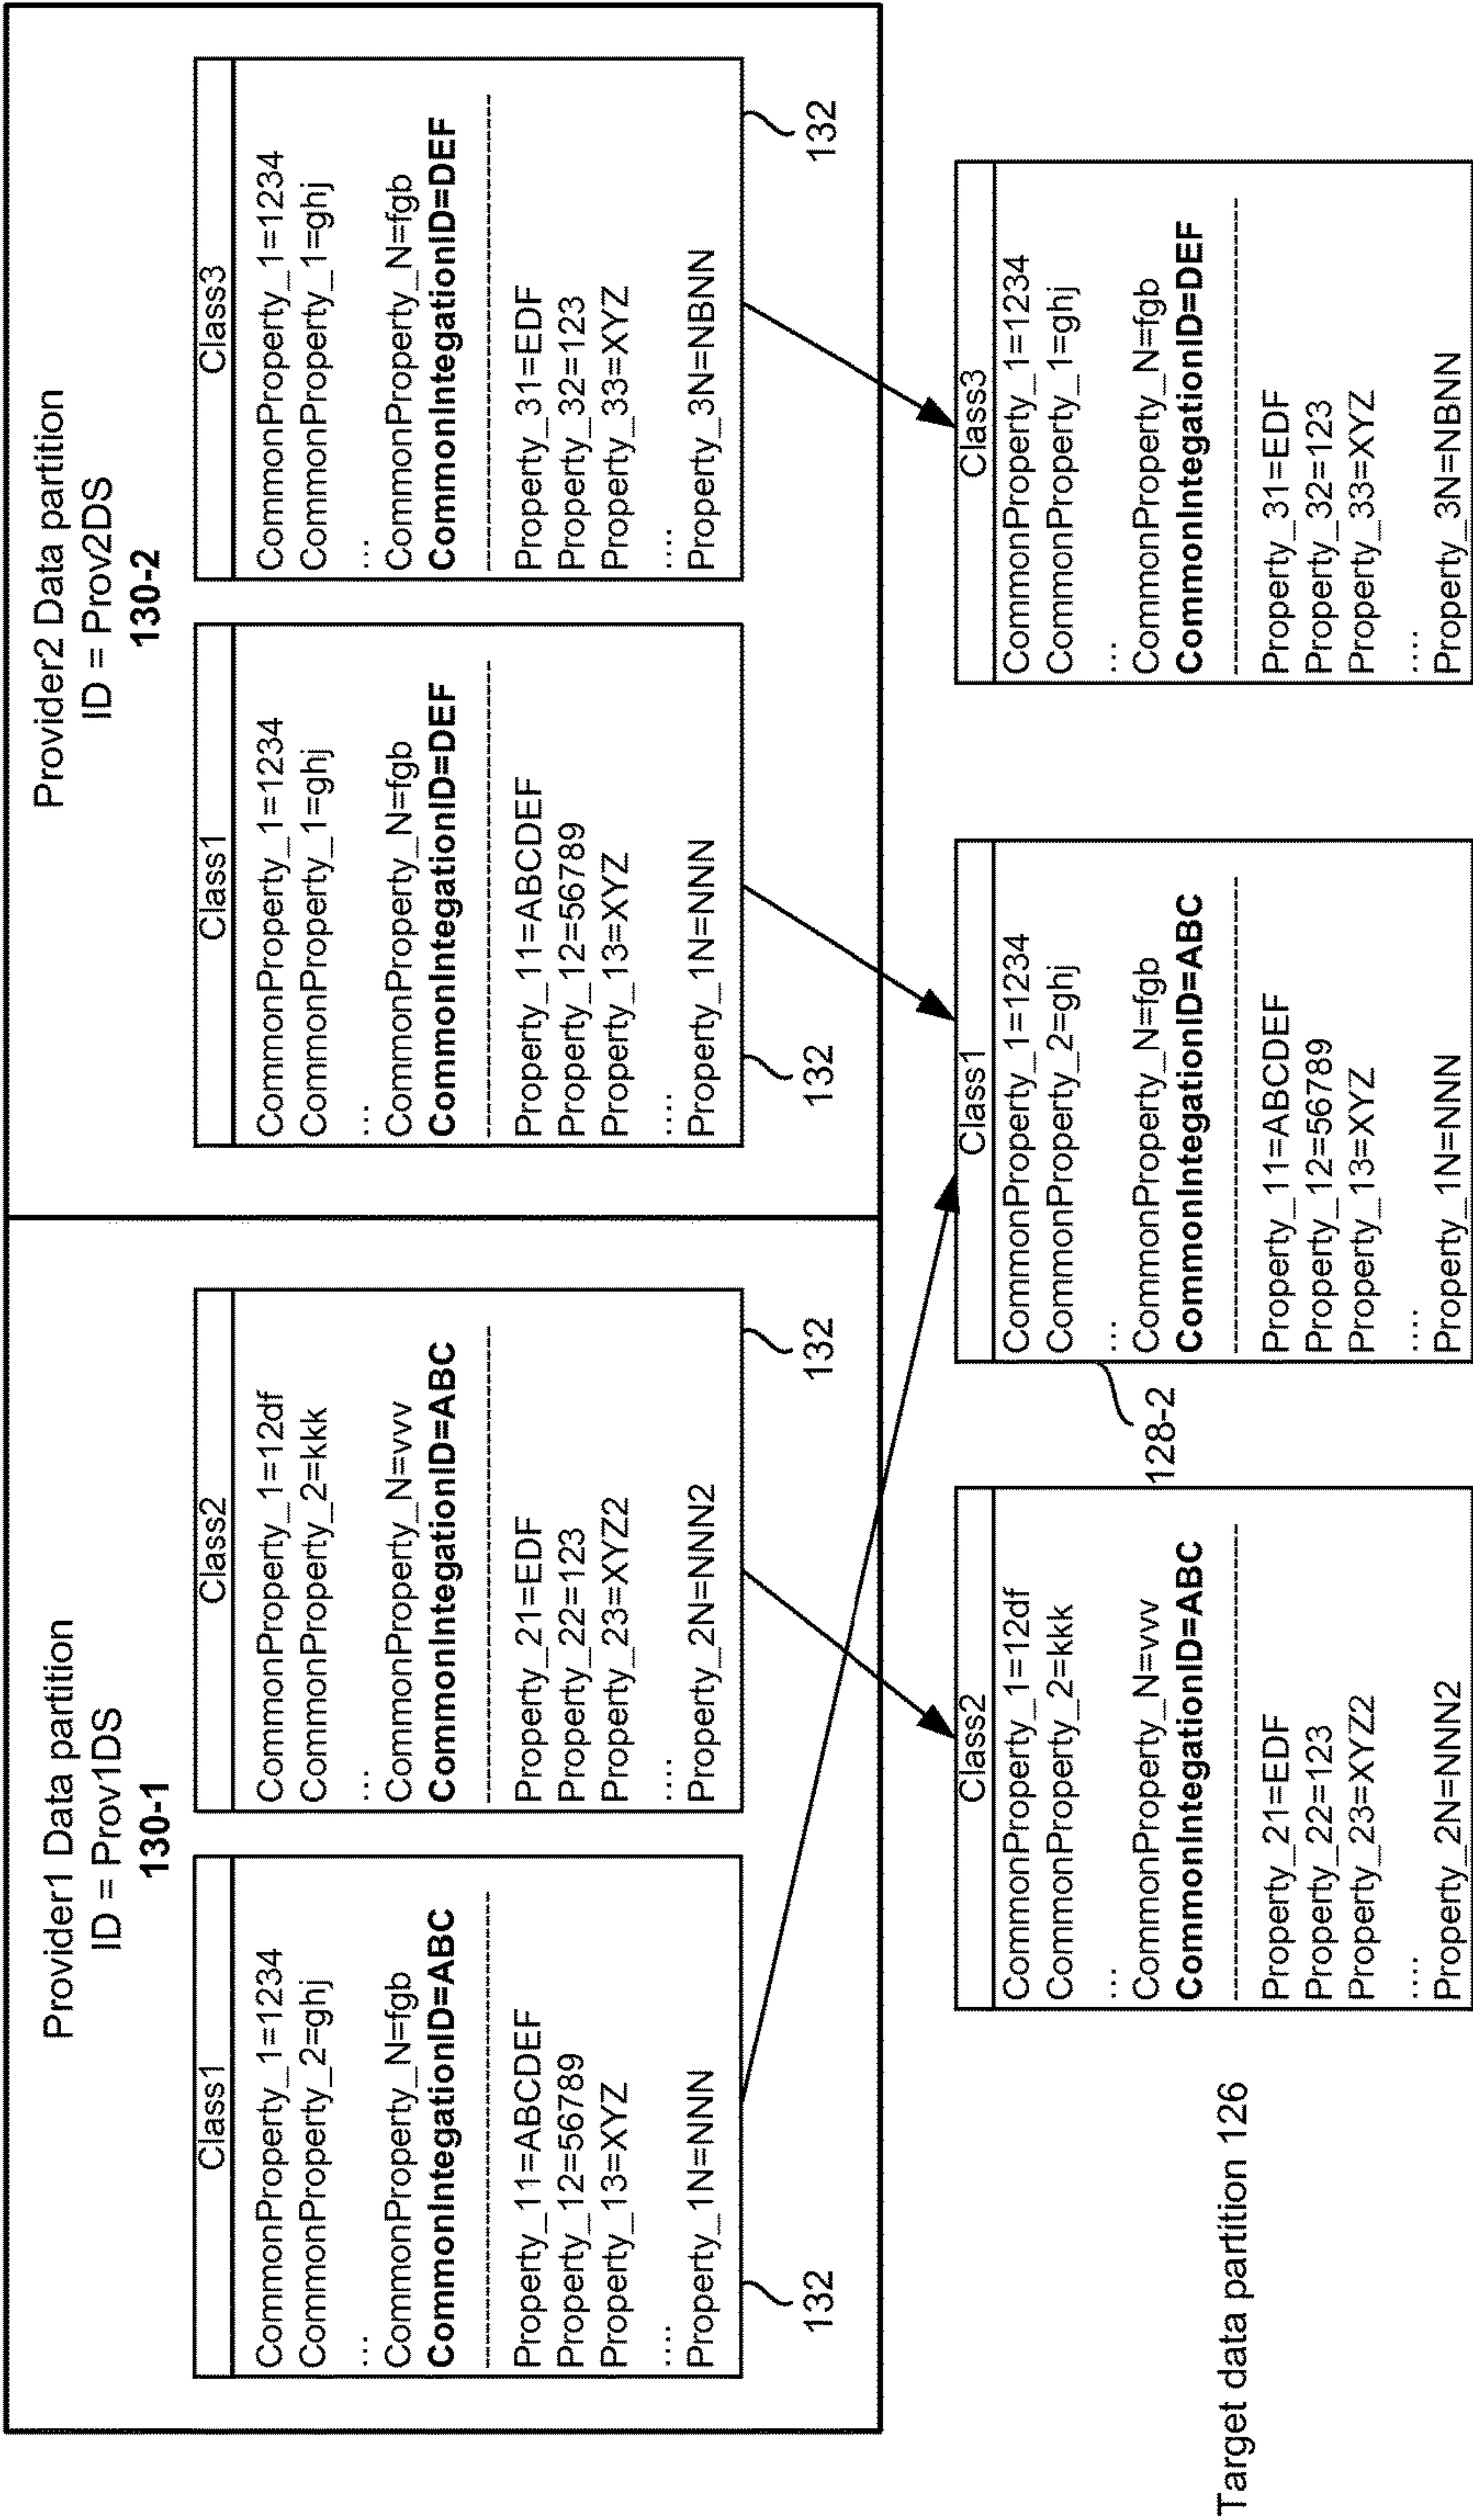 Provider1 Data partition
ID = Prov1DS
130-1
Class1
CommonProperty_1=1234
CommonProperty_2=ghj
...
CommonProperty_N=fgb
CommonIntegationID=ABC
Property_11=ABCDEF
Property_12=56789
Property_13=XYZ
....
Property_1N=NNN
132
Class2
CommonProperty_1=12df
CommonProperty_2=kkk
...
CommonProperty_N=vvv
CommonIntegationID=ABC
Property_21=EDF
Property_22=123
Property_23=XYZ2
....
Property_2N=NNN2
132
Provider2 Data partition
ID = Prov2DS
130-2
Class1
CommonProperty_1=1234
CommonProperty_1=ghj
...
CommonProperty_N=fgb
CommonIntegationID=DEF
Property_11=ABCDEF
Property_12=56789
Property_13=XYZ
....
Property_1N=NNN
132
Class3
CommonProperty_1=1234
CommonProperty_1=ghj
...
CommonProperty_N=fgb
CommonIntegationID=DEF
Property_31=EDF
Property_32=123
Property_33=XYZ
....
Property_3N=NBNN
132
Target data partition 126
Class2
CommonProperty_1=12df
CommonProperty_2=kkk
...
CommonProperty_N=vvv
CommonIntegationID=ABC
Property_21=EDF
Property_22=123
Property_23=XYZ2
....
Property_2N=NNN2
128-2
Class1
CommonProperty_1=1234
CommonProperty_2=ghj
...
CommonProperty_N=fgb
CommonIntegationID=ABC
Property_11=ABCDEF
Property_12=56789
Property_13=XYZ
....
Property_1N=NNN
Class3
CommonProperty_1=1234
CommonProperty_1=ghj
...
CommonProperty_N=fgb
CommonIntegationID=DEF
Property_31=EDF
Property_32=123
Property_33=XYZ
....
Property_3N=NBNN